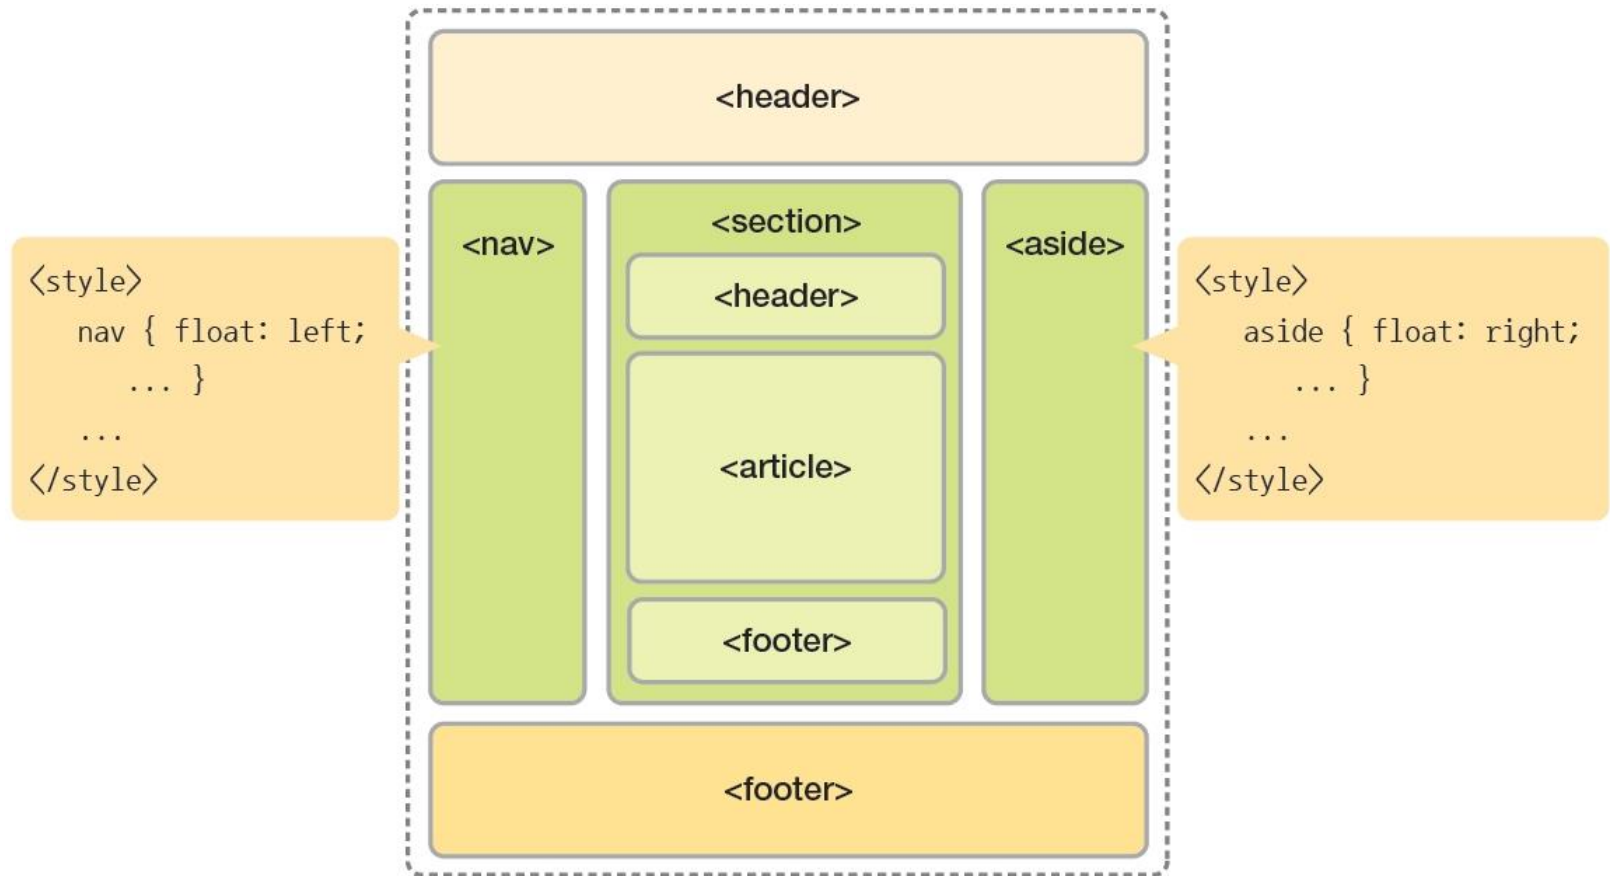 <header>
<nav>
<section>
<aside>
<header>
<article>
<footer>
<footer>
<style>
nav { float: left;
... }
...
</style>
<style>
aside { float: right;
... }
...
</style>